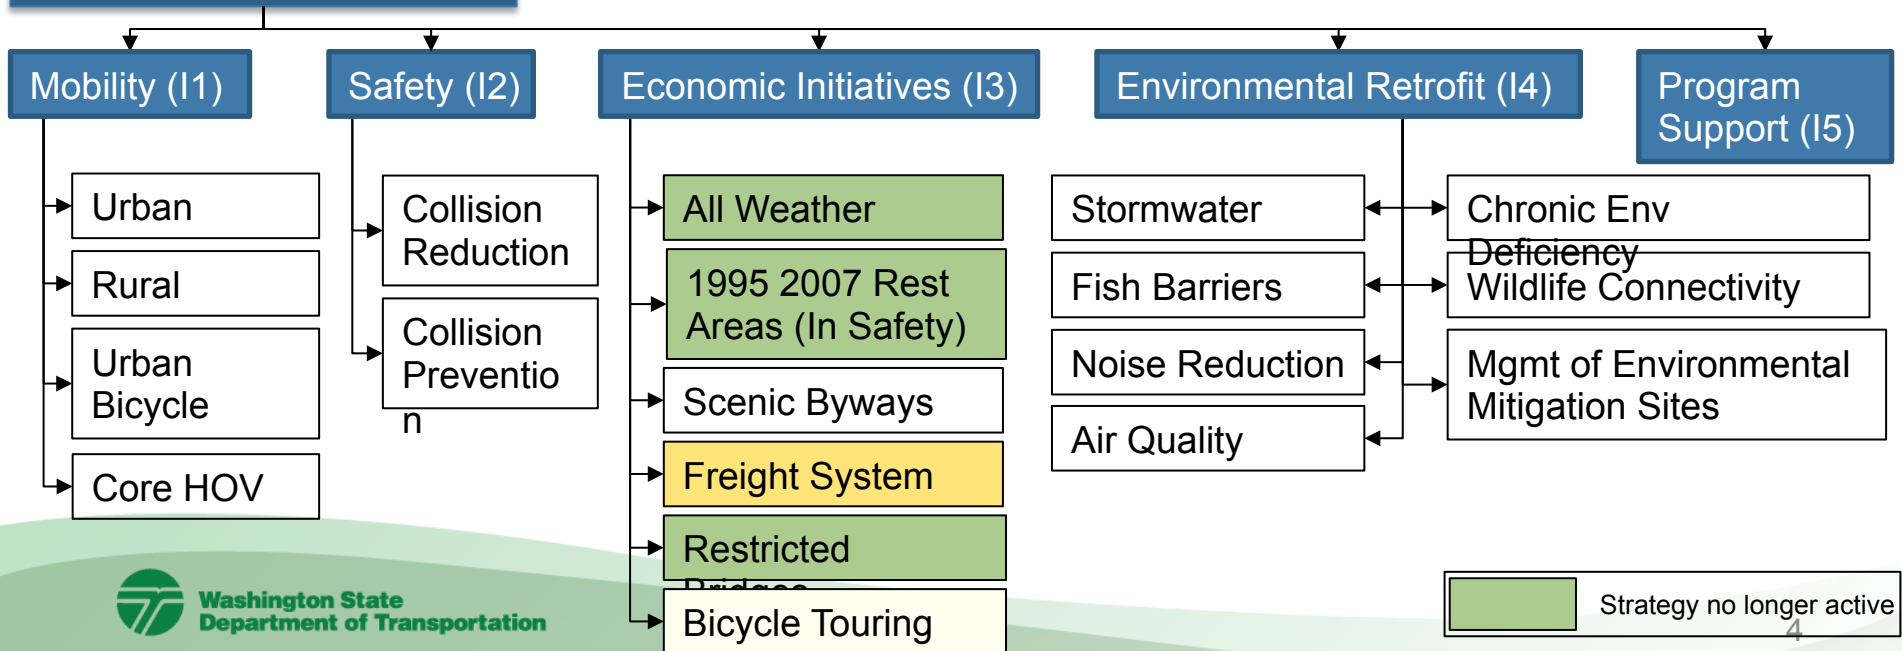 Mobility (I1)
Safety (I2)
Economic Initiatives (I3)
Environmental Retrofit (I4)
Program
Support (I5)
Urban
Rural
Urban
Bicycle
Core HOV
Collision
Reduction
Collision
Preventio
n
All Weather
1995 2007 Rest
Areas (In Safety)
Scenic Byways
Freight System
Restricted
Bridges
Bicycle Touring
Stormwater
Fish Barriers
Noise Reduction
Air Quality
Chronic Env
Deficiency
Wildlife Connectivity
Mgmt of Environmental
Mitigation Sites
Washington State
Department of Transportation
Strategy no longer active
4